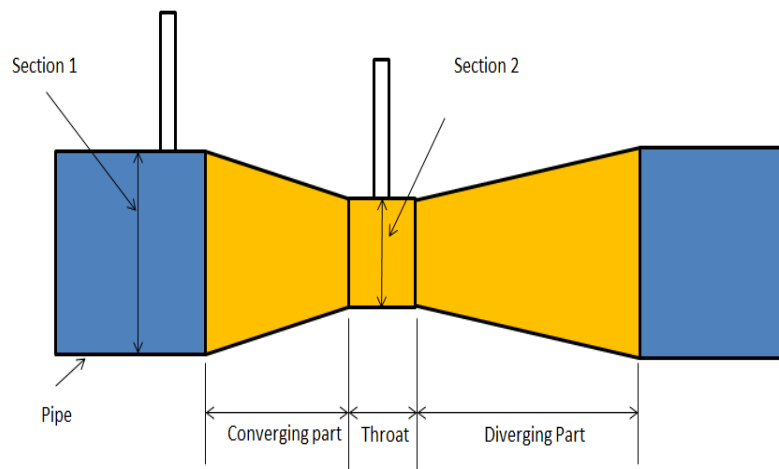 Section 1
Section 2
Pipe
Converging part
Throat
Diverging Part